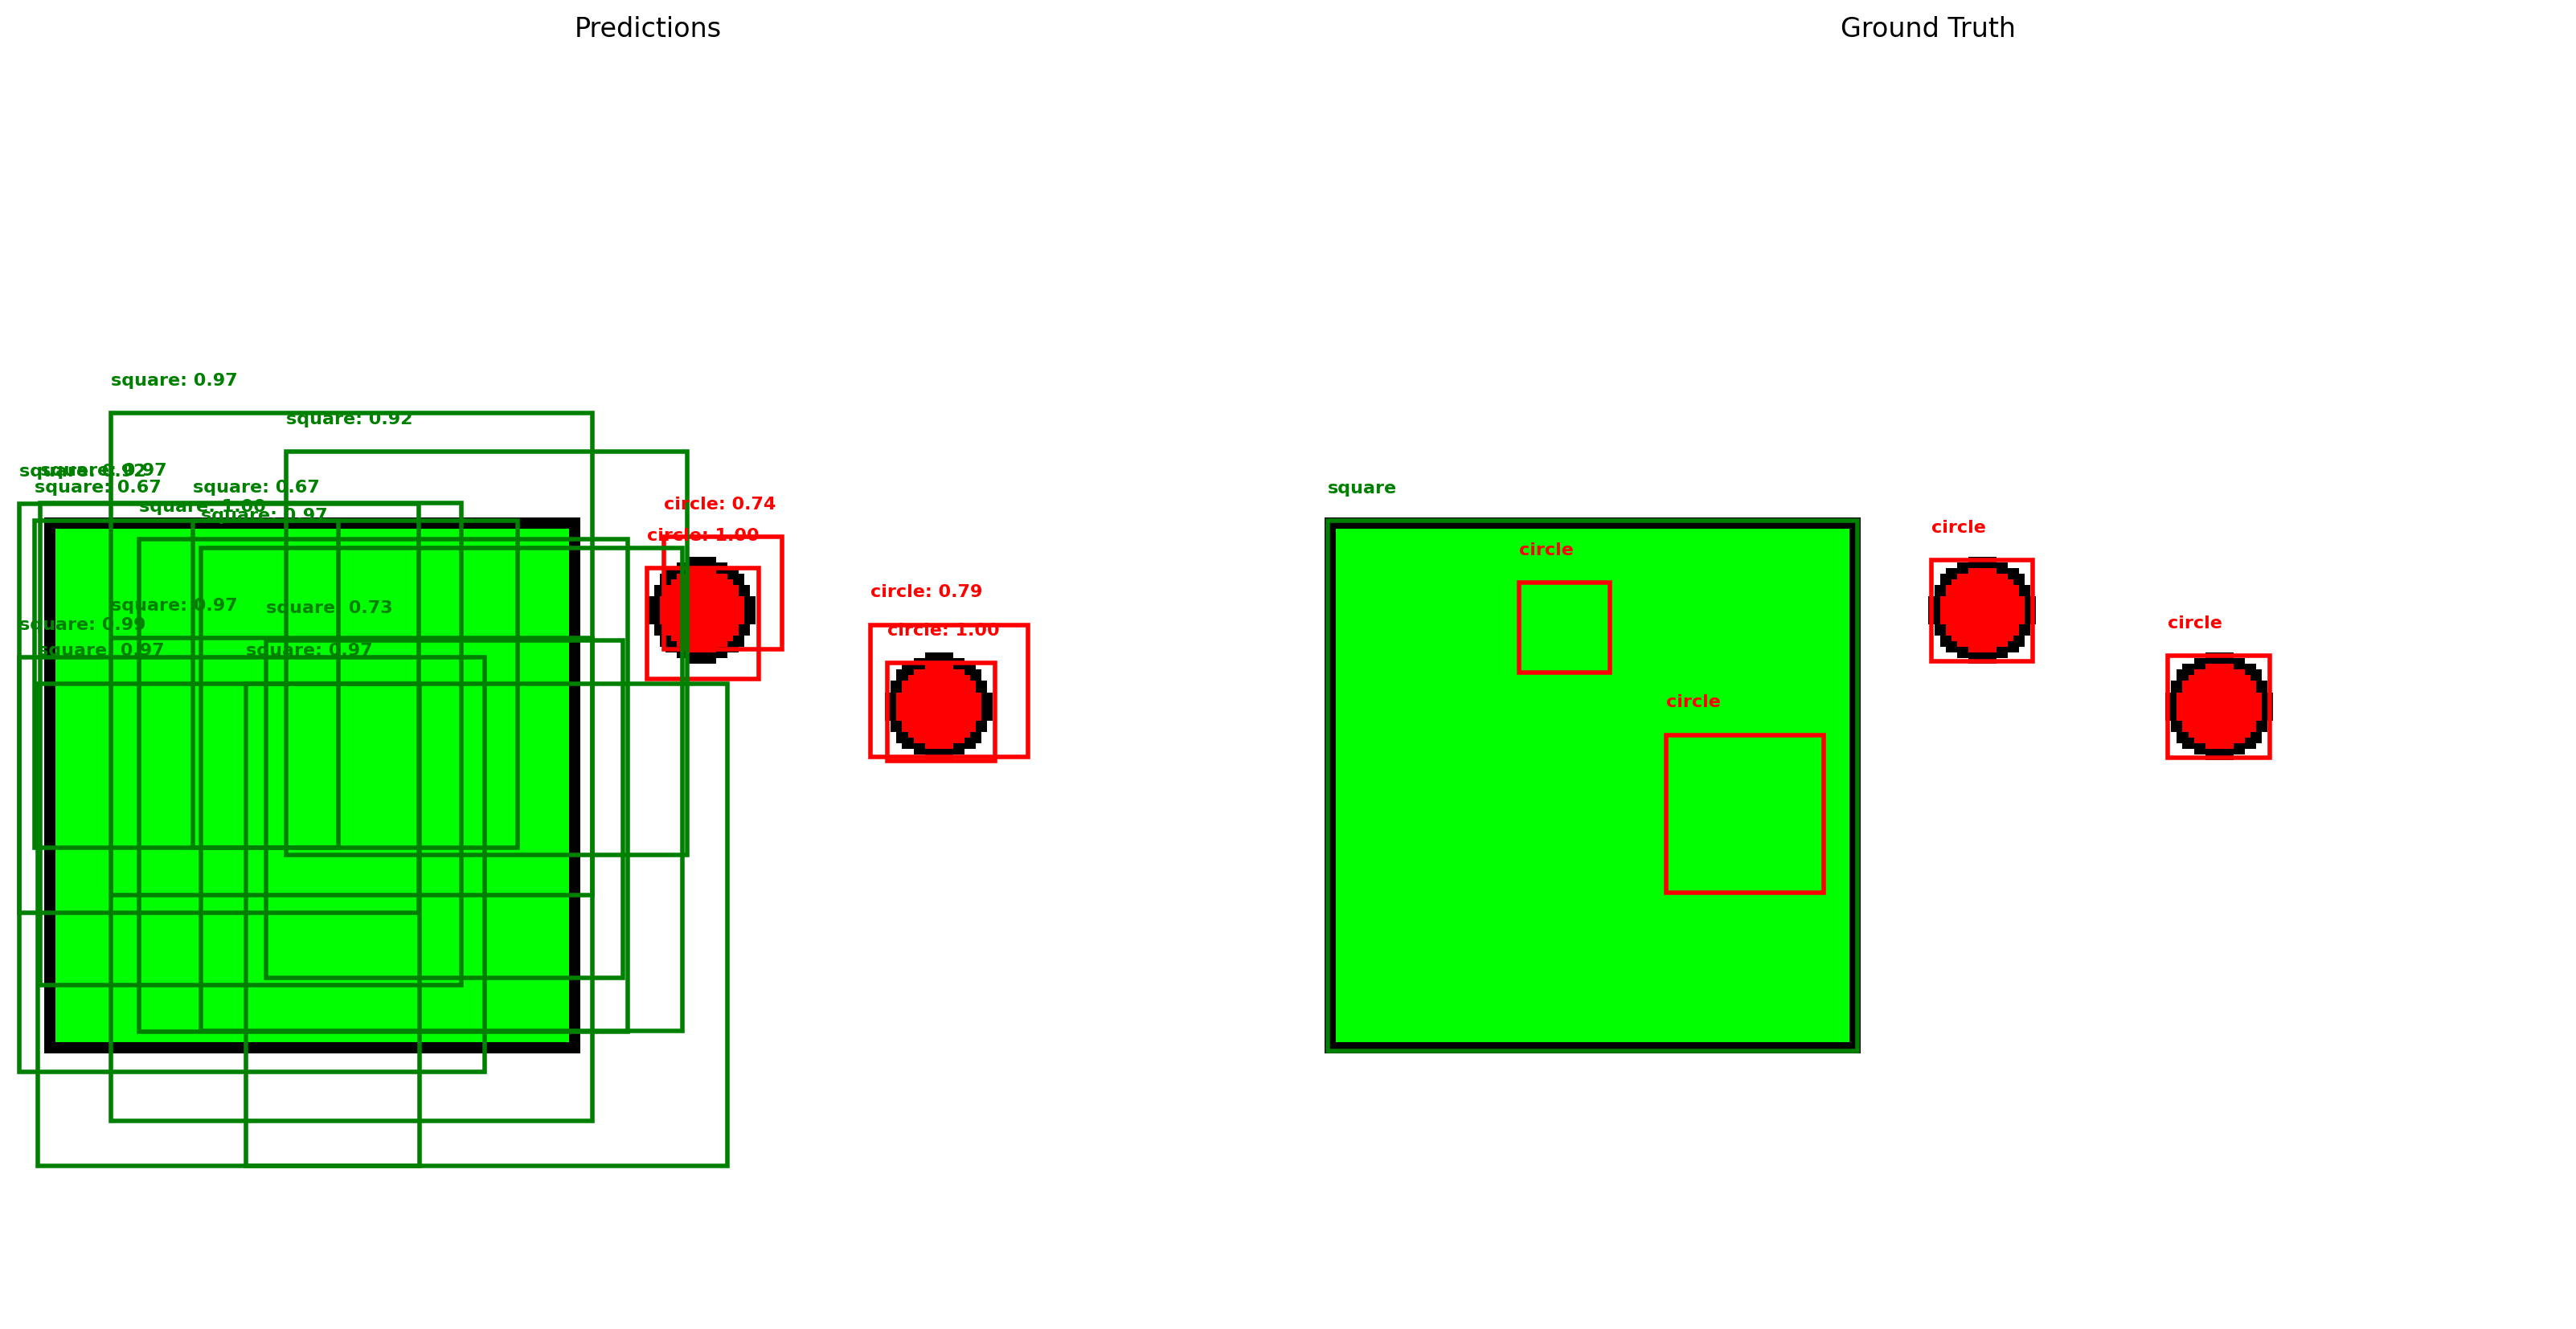 Predictions
Ground Truth
square: 0.97
square: 0.92
square: 0.92
square: 0.97
square: 0.67
square: 0.67
square: 1.00
square: 0.97
circle: 0.74
circle: 1.00
circle: 0.79
circle: 1.00
square: 0.97
square: 0.73
square: 0.99
square: 0.97
square: 0.97
square
circle
circle
circle
circle